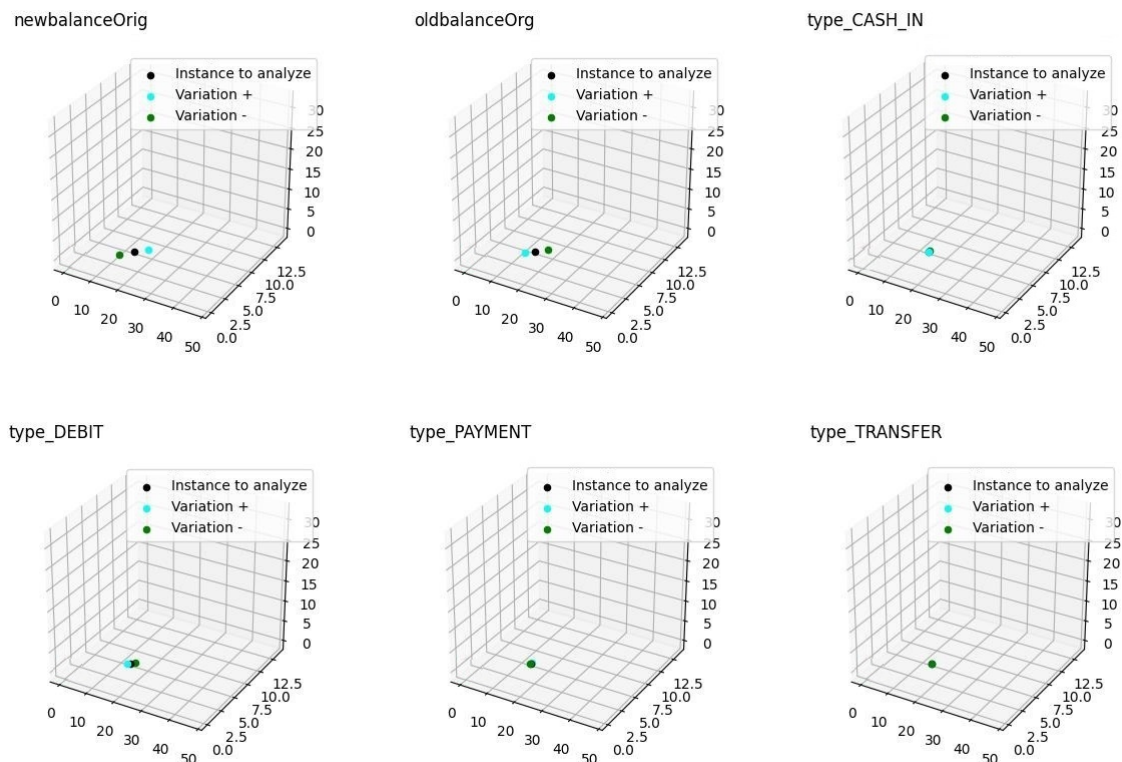 newbalanceOrig
Instance to analyze
Variation +
Variation -
30
25
20
15
10
5
0
0 10 20 30 40 50
0.0 2.5 5.0 7.5 10.0 12.5
oldbalanceOrg
Instance to analyze
Variation +
Variation -
30
25
20
15
10
5
0
0 10 20 30 40 50
0.0 2.5 5.0 7.5 10.0 12.5
type_CASH_IN
Instance to analyze
Variation +
Variation -
30
25
20
15
10
5
0
0 10 20 30 40 50
0.0 2.5 5.0 7.5 10.0 12.5
type_DEBIT
Instance to analyze
Variation +
Variation -
30
25
20
15
10
5
0
0 10 20 30 40 50
0.0 2.5 5.0 7.5 10.0 12.5
type_PAYMENT
Instance to analyze
Variation +
Variation -
30
25
20
15
10
5
0
0 10 20 30 40 50
0.0 2.5 5.0 7.5 10.0 12.5
type_TRANSFER
Instance to analyze
Variation +
Variation -
30
25
20
15
10
5
0
0 10 20 30 40 50
0.0 2.5 5.0 7.5 10.0 12.5